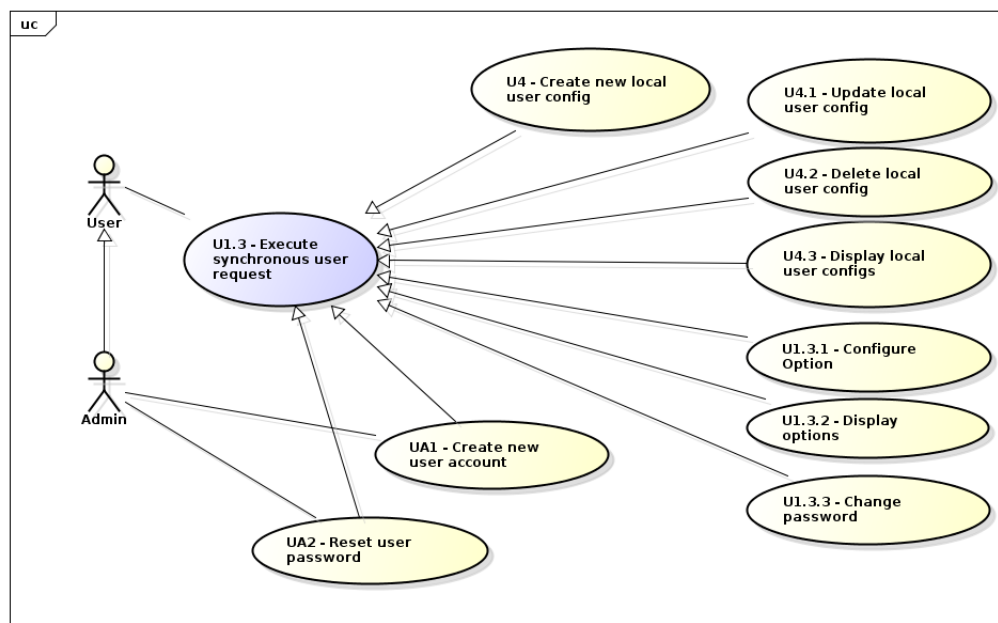 uc
U4 - Create new local
user config
U4.1 - Update local
user config
U4.2 - Delete local
user config
User
U1.3 - Execute
synchronous user
request
U4.3 - Display local
user configs
U1.3.1 - Configure
Option
Admin
U1.3.2 - Display
options
UA1 - Create new
user account
U1.3.3 - Change
password
UA2 - Reset user
password